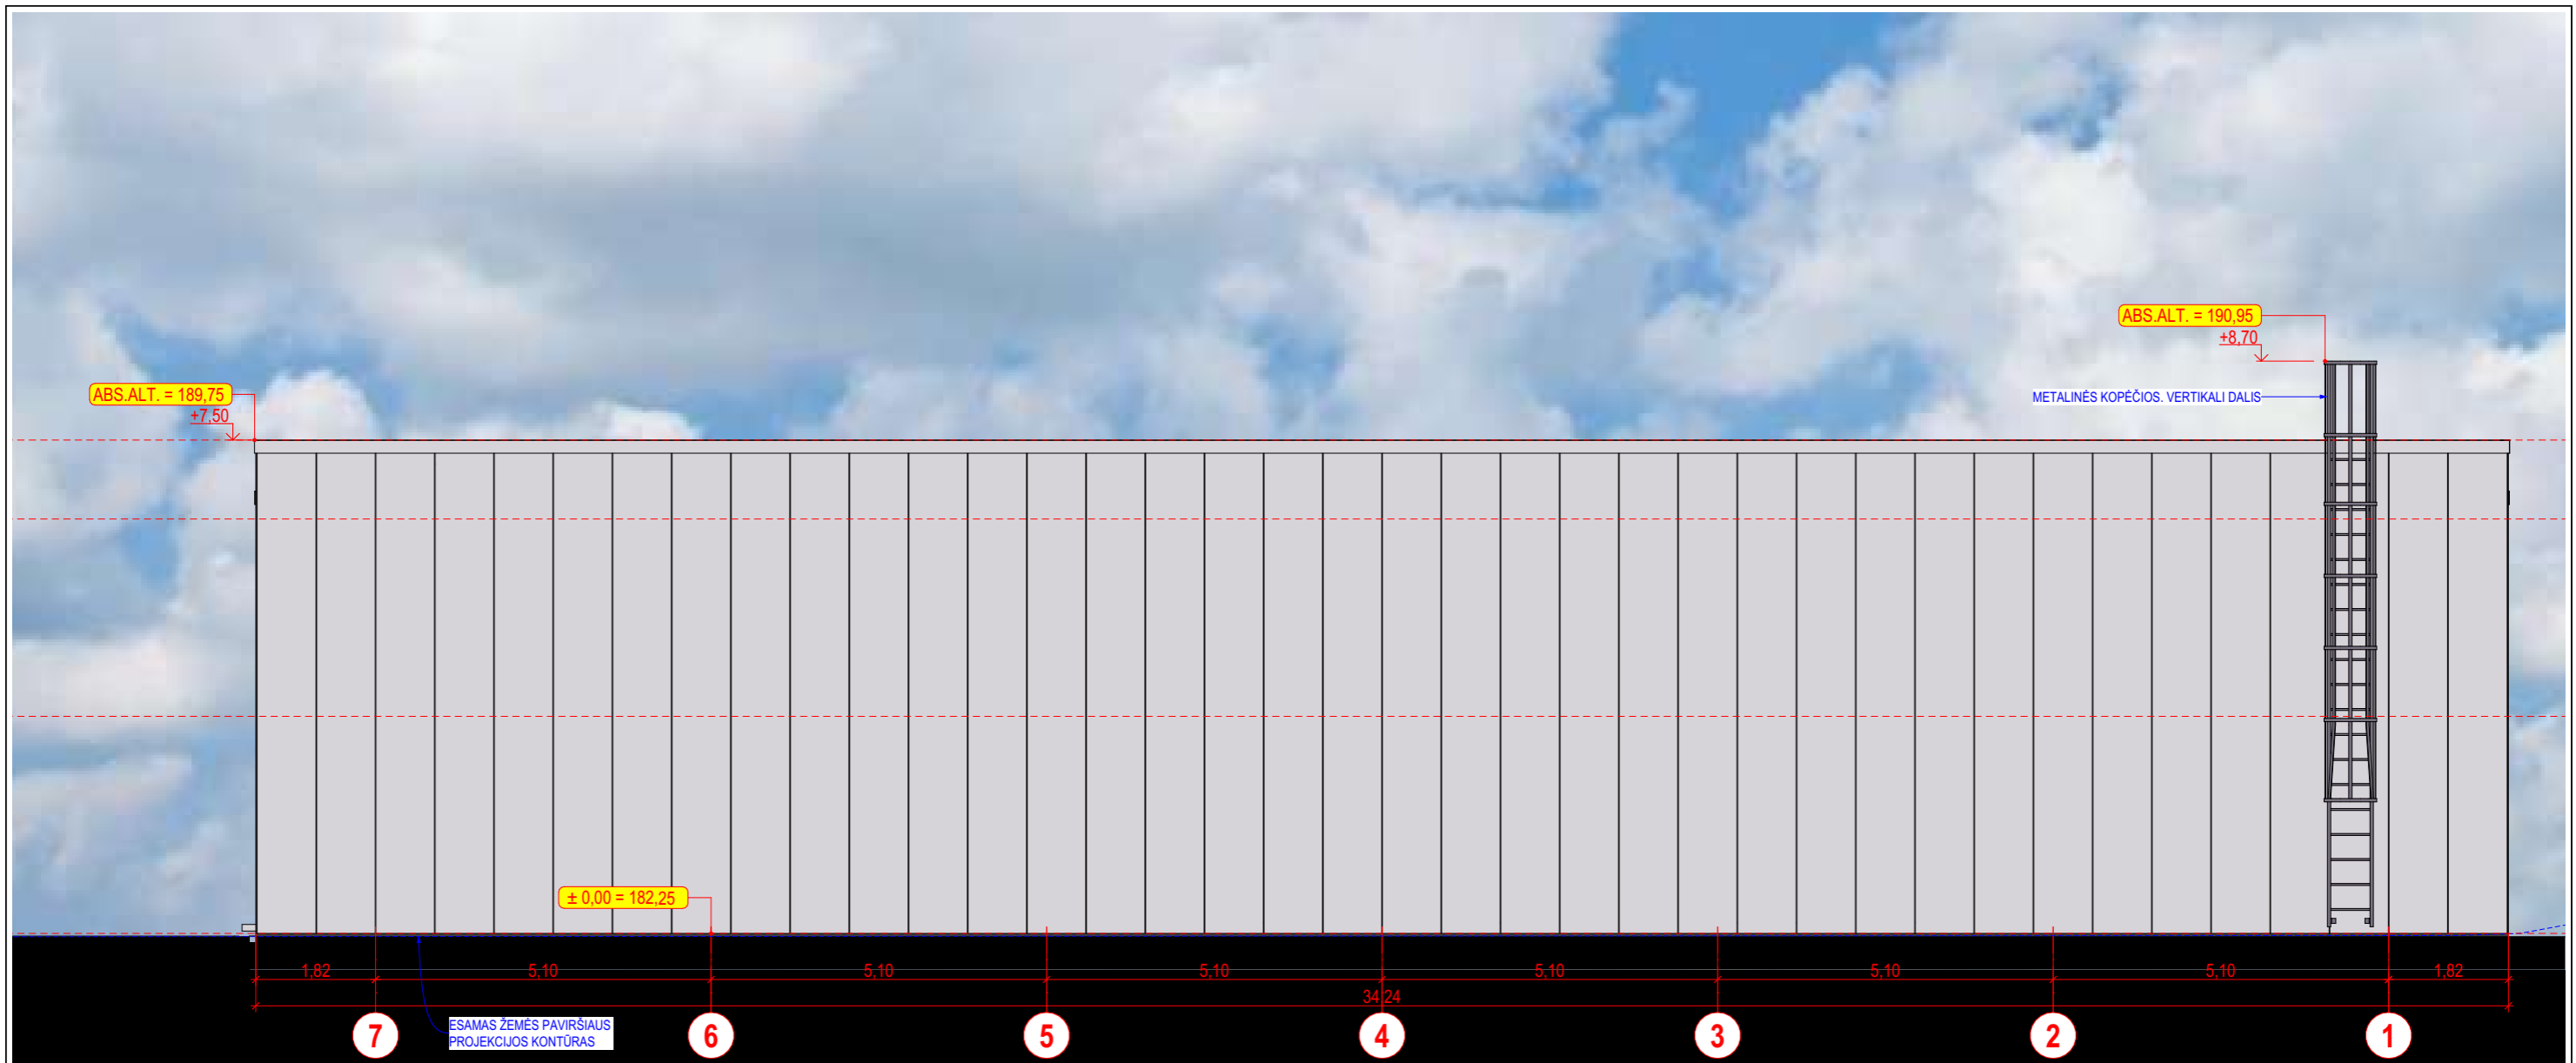 ABS.ALT. = 190,95
+8,70
METALINĖS KOPĖČIOS. VERTIKALI DALIS
ABS.ALT. = 189,75
+7,50
± 0,00 = 182,25
1,82 5,10 5,10 5,10 5,10 5,10 5,10 1,82
34,24
ESAMAS ŽEMĖS PAVIRŠIAUS
PROJEKCIJOS KONTŪRAS
7 6 5 4 3 2 1